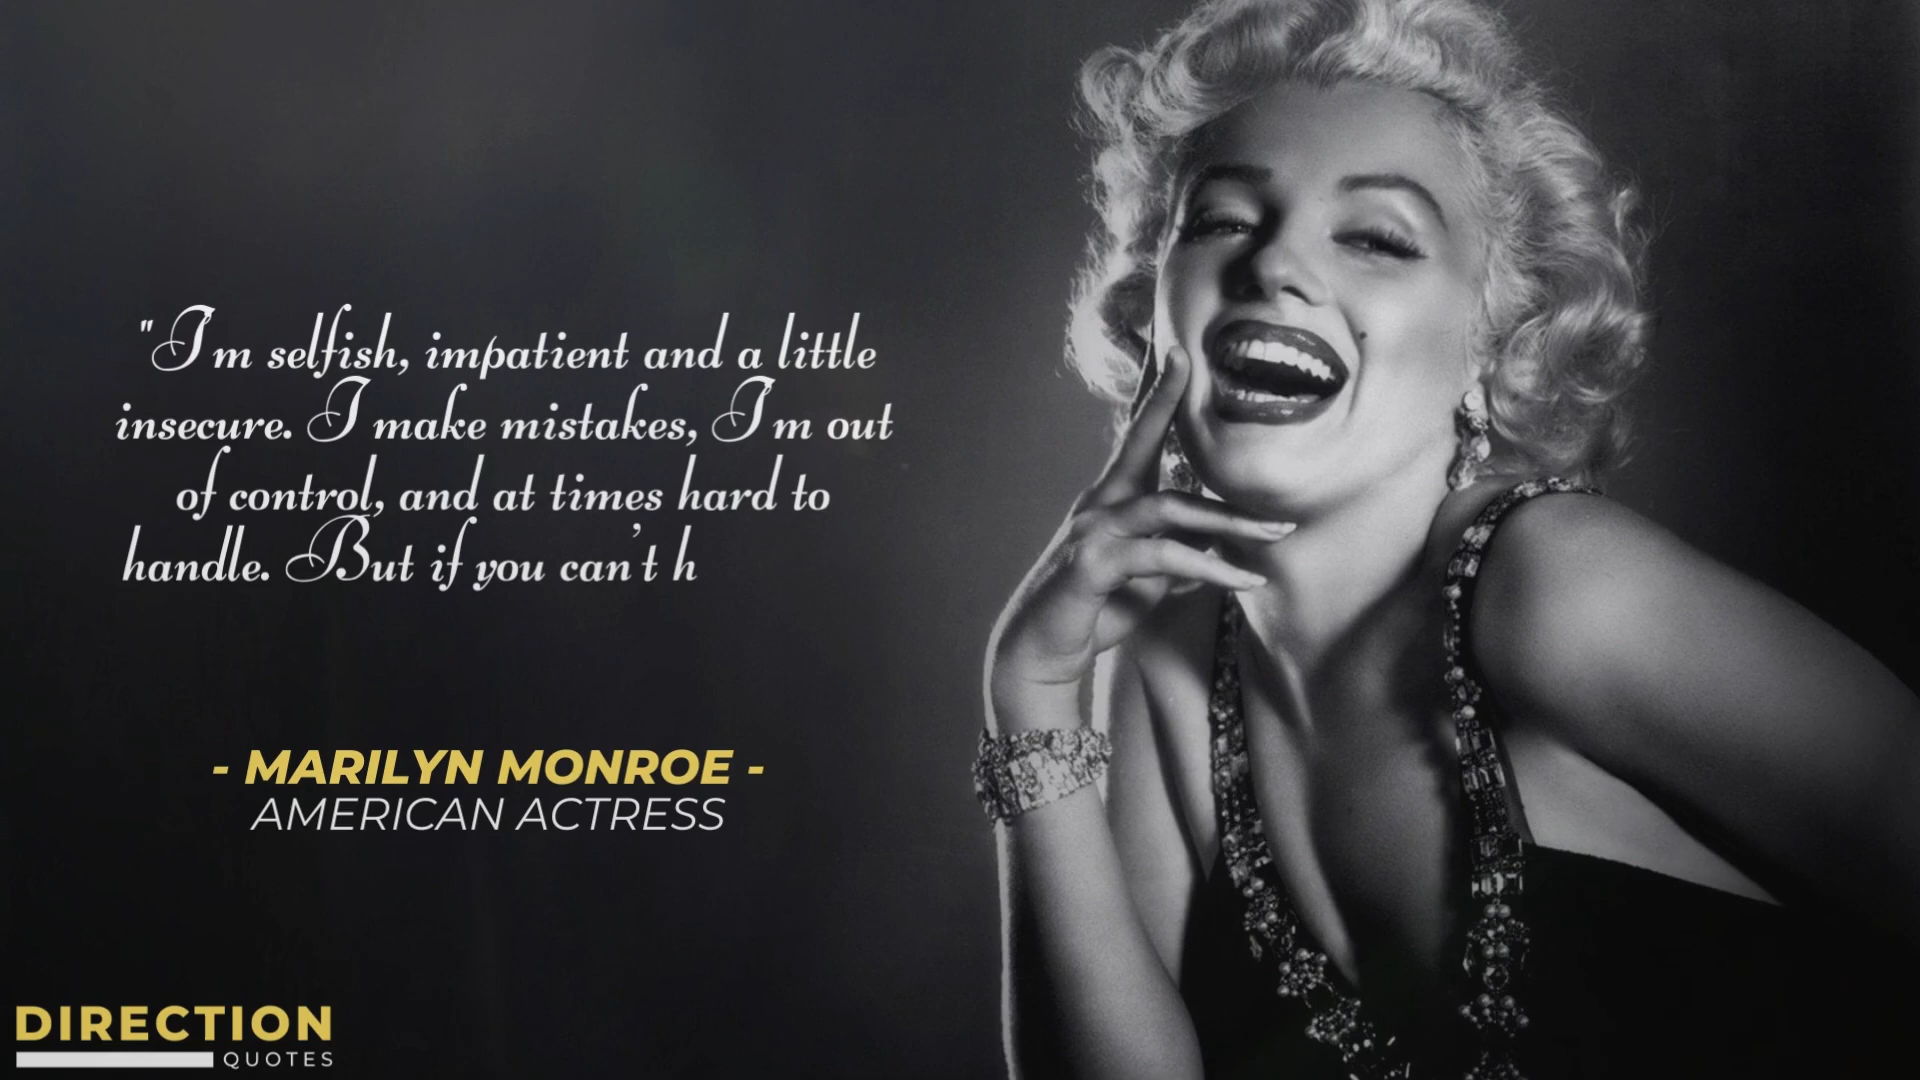 "I'm selfish, impatient and a little
insecure. I make mistakes, I'm out
of control, and at times hard to
handle. But if you can't h
- MARILYN MONROE -
AMERICAN ACTRESS
DIRECTION
QUOTES